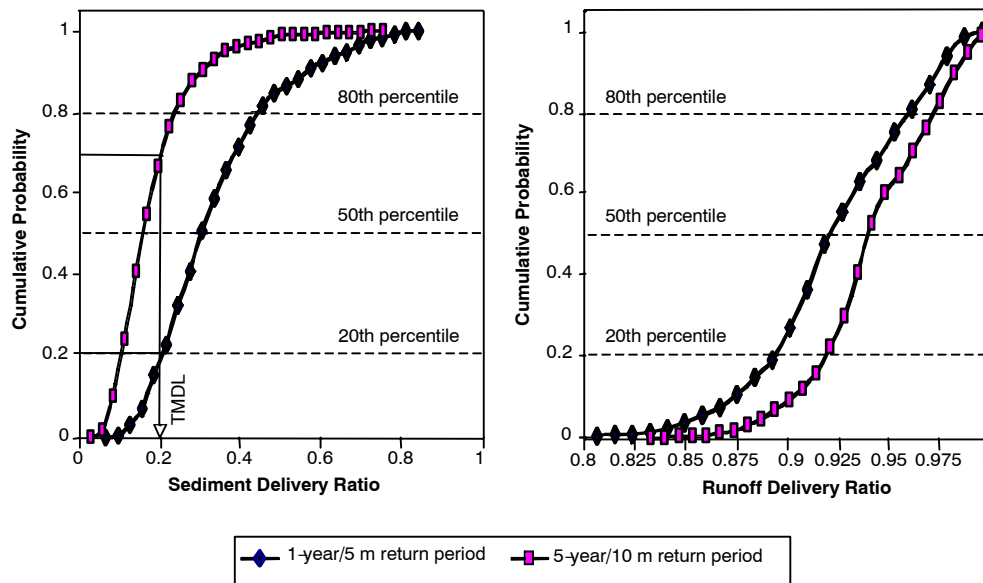 1
0.8
0.6
0.4
0.2
0
Cumulative Probability
80th percentile
50th percentile
20th percentile
TMDL
0
0.2
0.4
0.6
0.8
1
Sediment Delivery Ratio
1
0.8
0.6
0.4
0.2
0
Cumulative Probability
80th percentile
50th percentile
20th percentile
0.8
0.825
0.85
0.875
0.9
0.925
0.95
0.975
Runoff Delivery Ratio
1-year/5 m return period
5-year/10 m return period